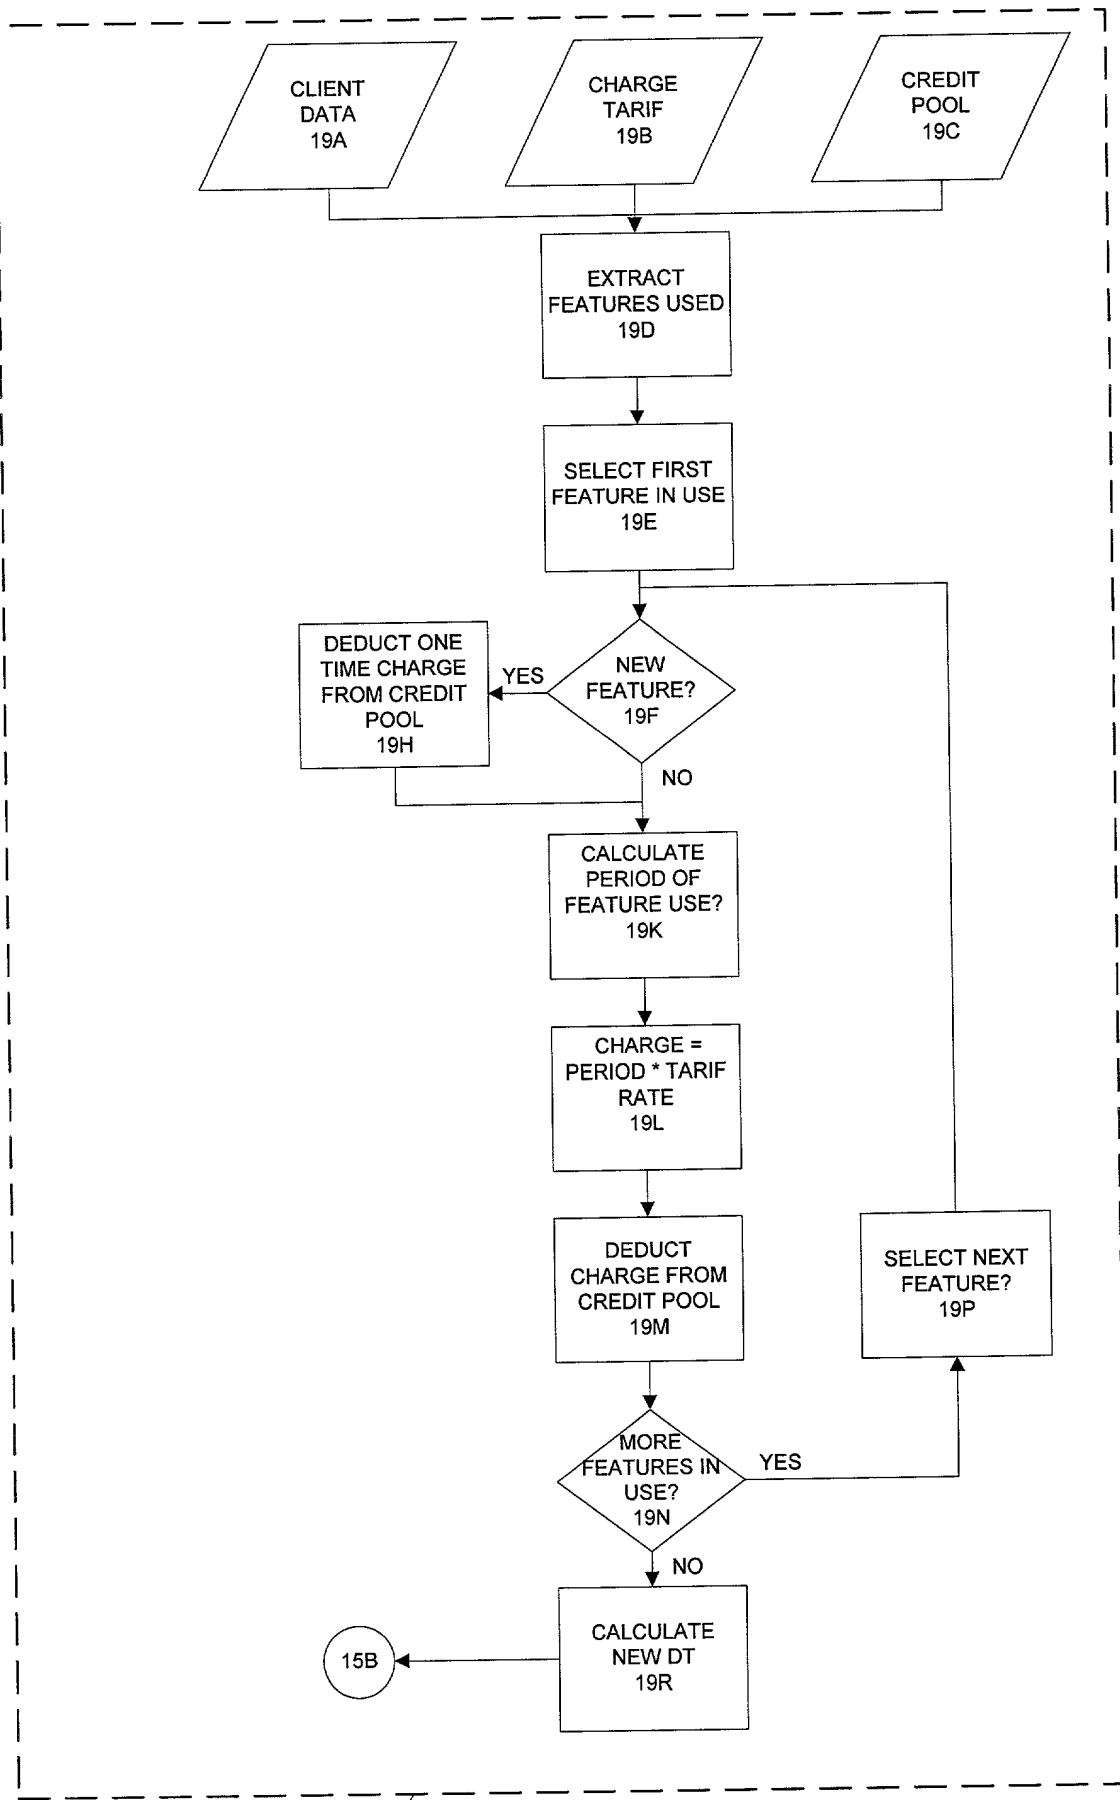 CLIENT
DATA
19A
CHARGE
TARIF
19B
CREDIT
POOL
19C
EXTRACT
FEATURES USED
19D
SELECT FIRST
FEATURE IN USE
19E
DEDUCT ONE
TIME CHARGE
FROM CREDIT
POOL
19H
YES
NEW
FEATURE?
19F
NO
CALCULATE
PERIOD OF
FEATURE USE?
19K
CHARGE =
PERIOD * TARIF
RATE
19L
DEDUCT
CHARGE FROM
CREDIT POOL
19M
SELECT NEXT
FEATURE?
19P
MORE
FEATURES IN
USE?
19N
YES
NO
CALCULATE
NEW DT
19R
15B